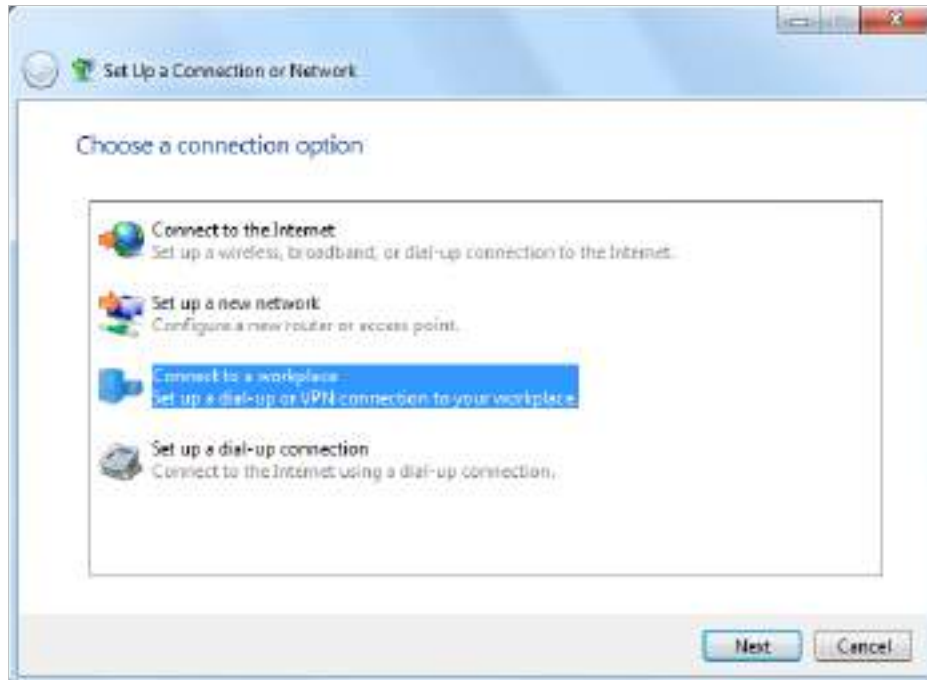 Set Up a Connection or Network
Choose a connection option
Connect to the Internet
Set up a wireless, broadband, or dial-up connection to the Internet.
Set up a new network
Configure a new router or access point.
Connect to a workplace
Set up a dial-up or VPN connection to your workplace.
Set up a dial-up connection
Connect to the Internet using a dial-up connection.
Next Cancel